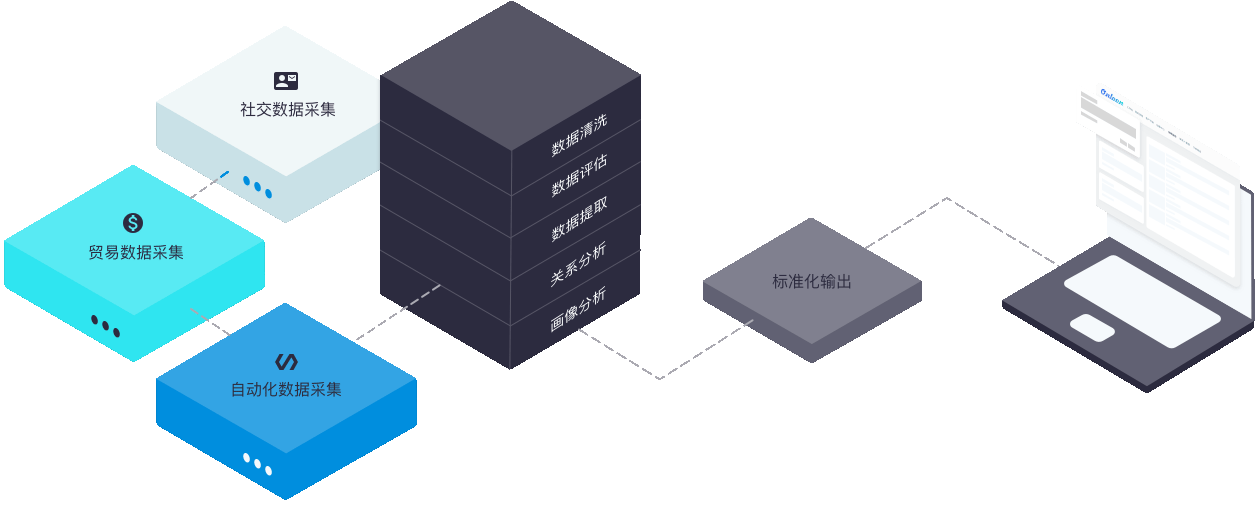 社交数据采集
贸易数据采集
自动化数据采集
数据清洗
数据评估
数据提取
关系分析
画像分析
标准化输出